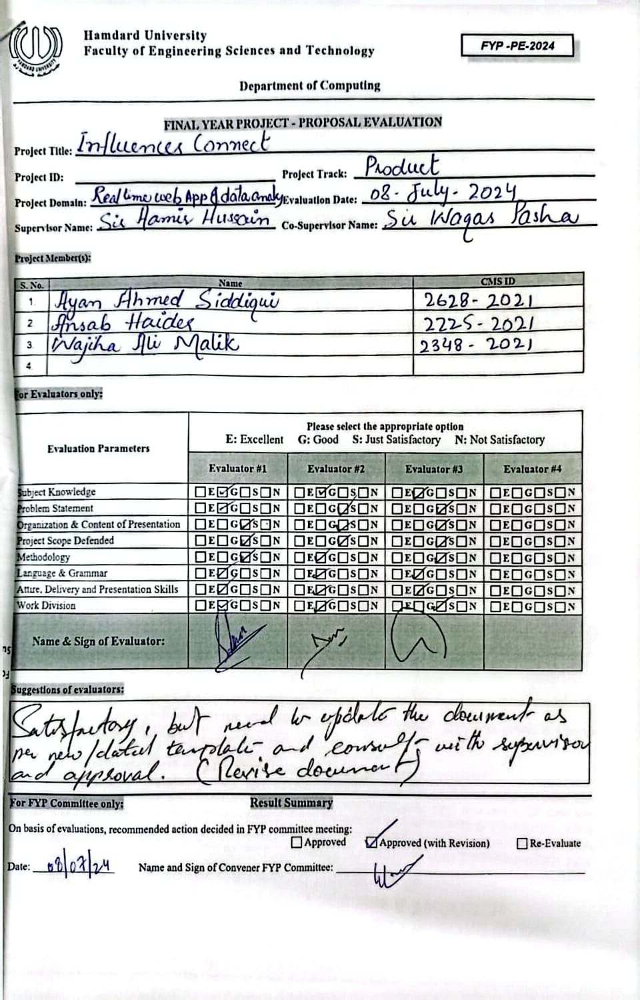 Hamdard University
Faculty of Engineering Sciences and Technology
FYP -PE-2024
Department of Computing
FINAL YEAR PROJECT - PROPOSAL EVALUATION
Project Title: Influences Connect
Project ID:
Project Track: Product
Project Domain: Real time web App & data analy
Evaluation Date: 08 - July - 2024
Supervisor Name: Sir Hamir Hussain
Co-Supervisor Name: Sir Waqas Pasha
Project Member(s):
S. No. Name CMS ID
1. Ayan Ahmed Siddiqui 2628 - 2021
2 Ansab Haider 2225 - 2021
3 Wajiha Ali Malik 2348 - 2021
4
For Evaluators only:
Evaluation Parameters
Please select the appropriate option
E: Excellent G: Good S: Just Satisfactory N: Not Satisfactory
Evaluator #1 Evaluator #2 Evaluator #3 Evaluator #4
Subject Knowledge E G S N E G S N E G S N E G S N
Problem Statement E G S N E G S N E G S N E G S N
Organization & Content of Presentation E G S N E G S N E G S N E G S N
Project Scope Defended E G S N E G S N E G S N E G S N
Methodology E G S N E G S N E G S N E G S N
Language & Grammar E G S N E G S N E G S N E G S N
Attire, Delivery and Presentation Skills E G S N E G S N E G S N E G S N
Work Division E G S N E G S N E G S N E G S N
Name & Sign of Evaluator:
Suggestions of evaluators:
Satisfactory, but need to update the document as
per new/dated template and consult with supervisor
and approval. (Revise document)
For FYP Committee only: Result Summary
On basis of evaluations, recommended action decided in FYP committee meeting:
Approved Approved (with Revision) Re-Evaluate
Date: 08/07/24 Name and Sign of Convener FYP Committee: